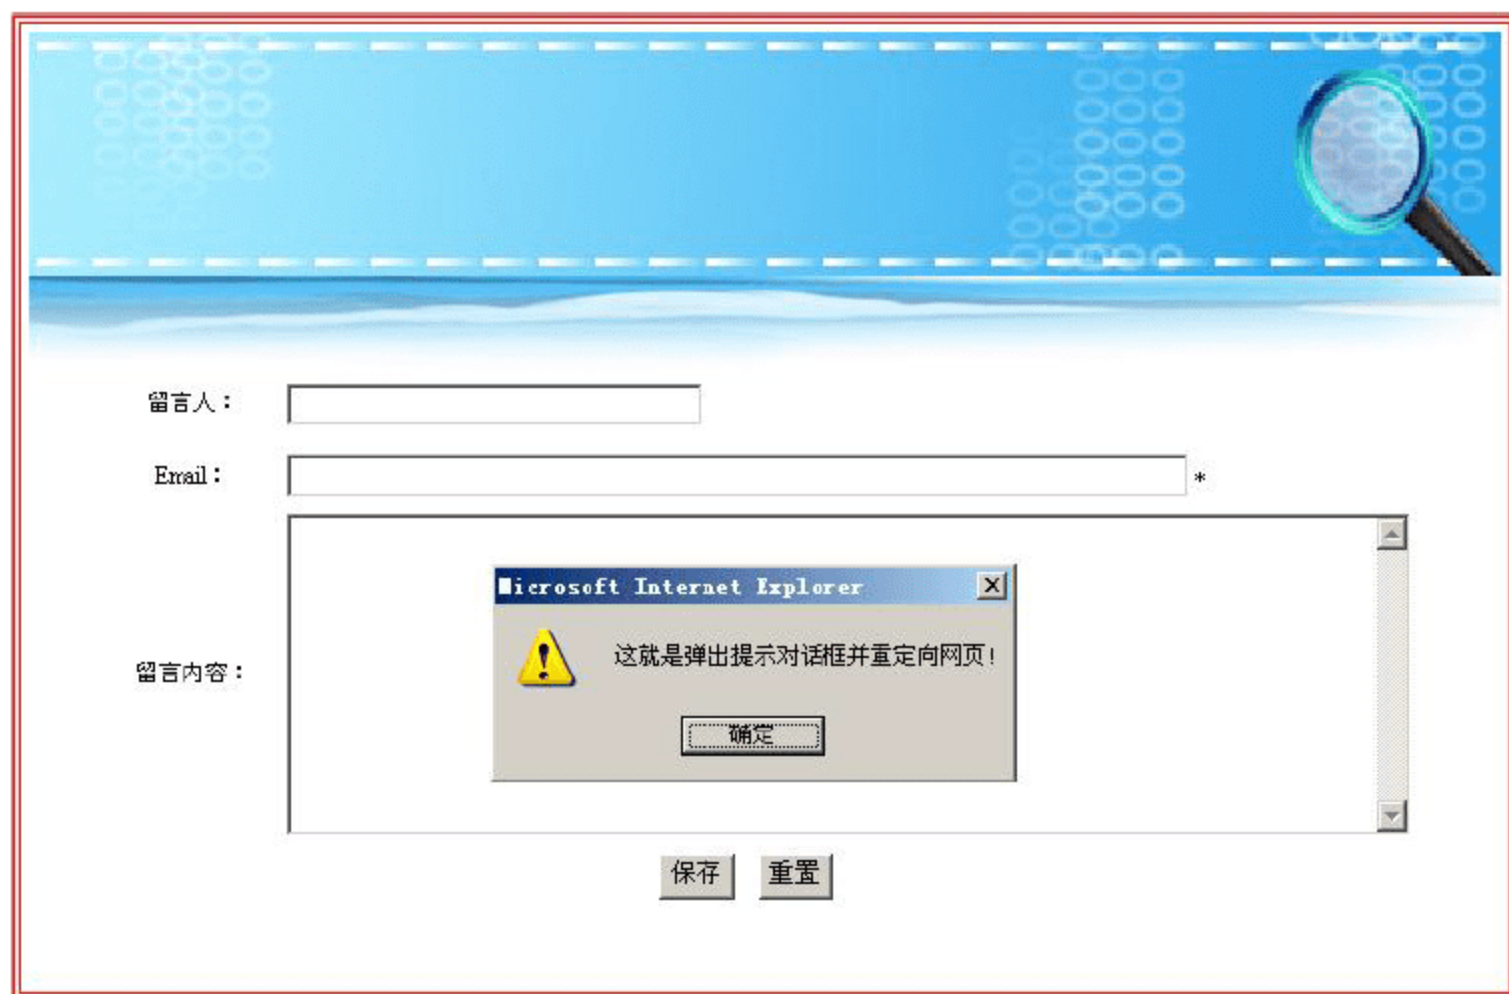 留言人：
Email：
*
Microsoft Internet Explorer
这就是弹出提示对话框并重定向网页!
确定
留言内容：
保存 重置